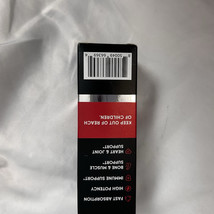 FAST ABSORPTION
HIGH POTENCY
IMMUNE SUPPORT*
BONE & MUSCLE
SUPPORT*
HEART & JOINT
SUPPORT*
KEEP OUT OF REACH
OF CHILDREN.